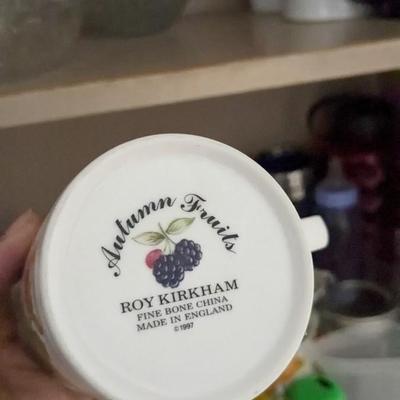 Autumn Fruits
ROY KIRKHAM
FINE BONE CHINA
MADE IN ENGLAND
©1997